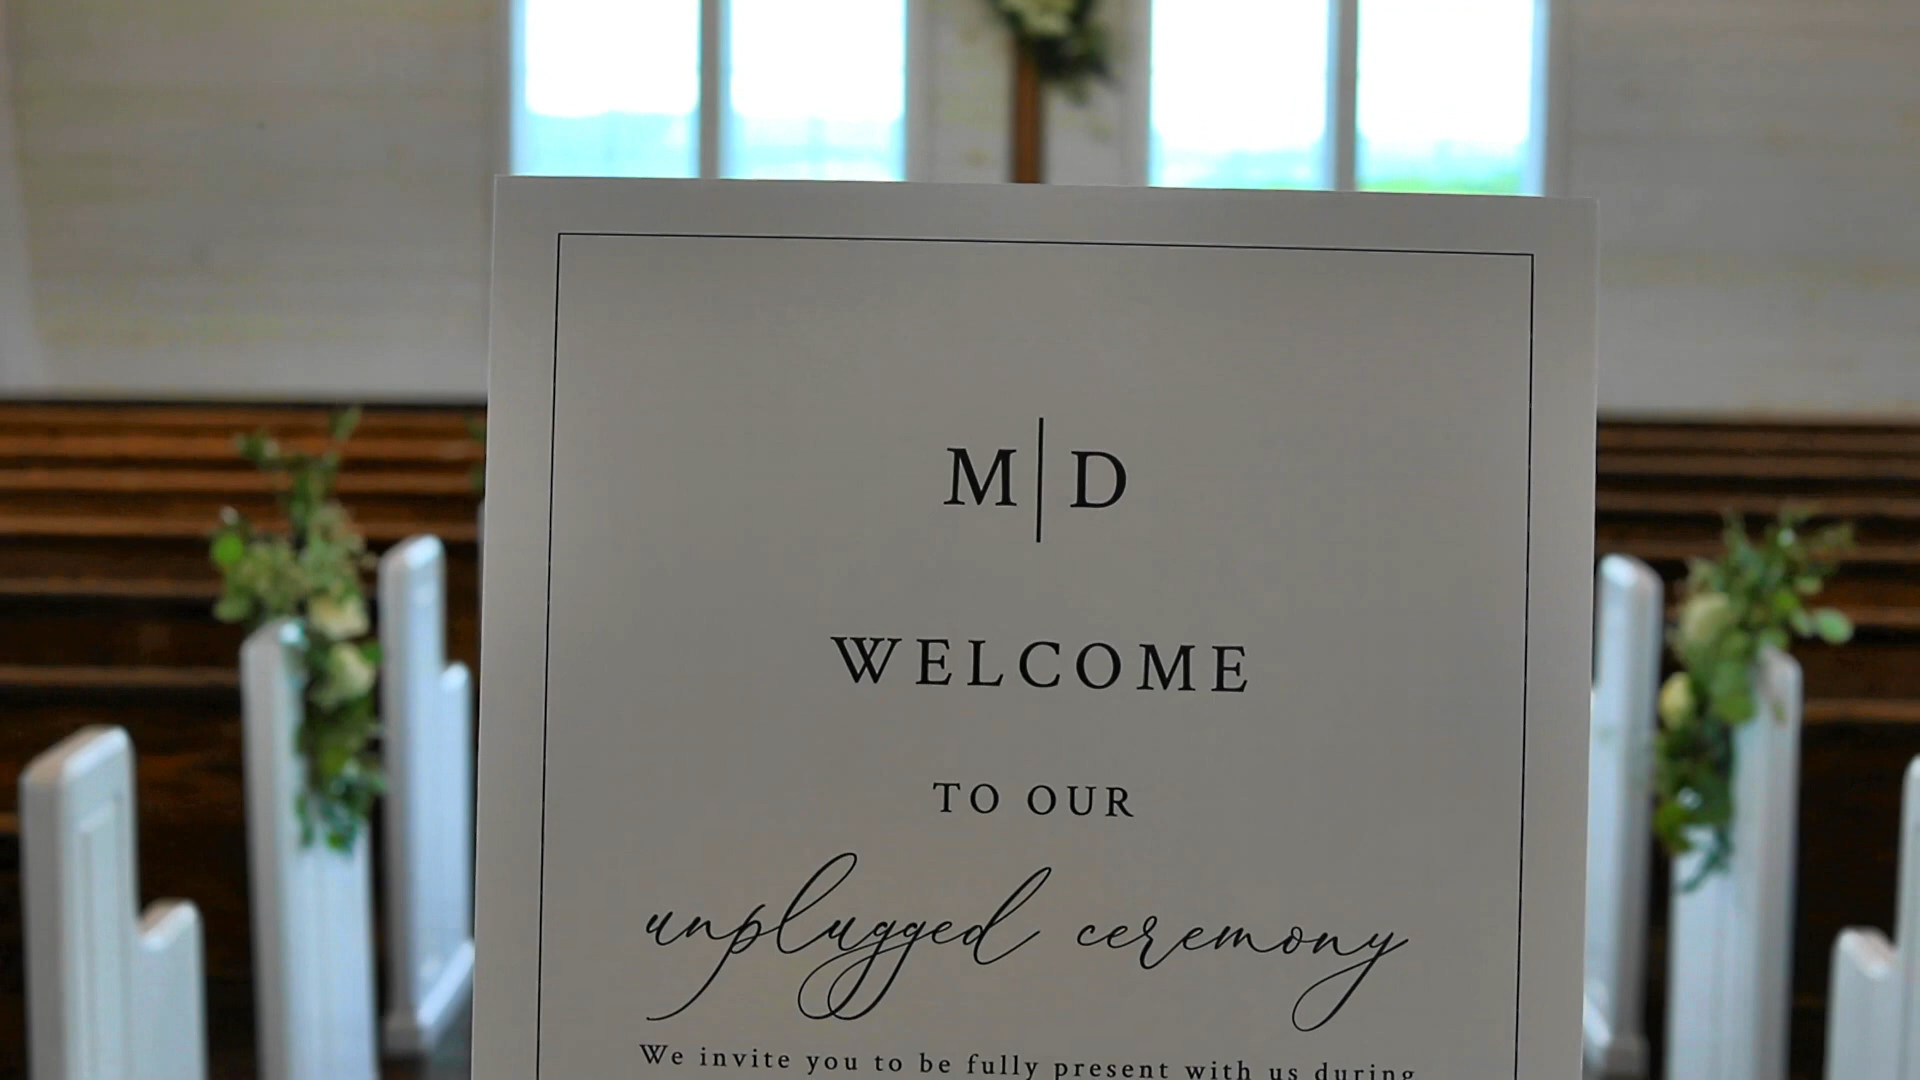 M|D
WELCOME
TO OUR
unplugged ceremony
We invite you to be fully present with us during